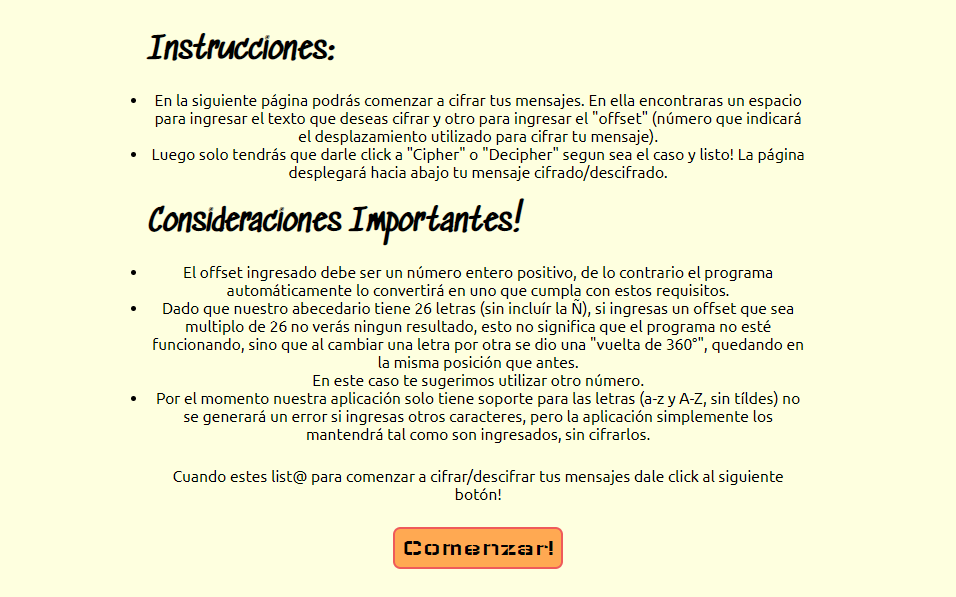 Instrucciones:
• En la siguiente página podrás comenzar a cifrar tus mensajes. En ella encontraras un espacio
para ingresar el texto que deseas cifrar y otro para ingresar el "offset" (número que indicará
el desplazamiento utilizado para cifrar tu mensaje).
• Luego solo tendrás que darle click a "Cipher" o "Decipher" segun sea el caso y listo! La página
desplegará hacia abajo tu mensaje cifrado/descifrado.
Consideraciones Importantes!
• El offset ingresado debe ser un número entero positivo, de lo contrario el programa
automáticamente lo convertirá en uno que cumpla con estos requisitos.
• Dado que nuestro abecedario tiene 26 letras (sin incluír la Ñ), si ingresas un offset que sea
multiplo de 26 no verás ningun resultado, esto no significa que el programa no esté
funcionando, sino que al cambiar una letra por otra se dio una "vuelta de 360°", quedando en
la misma posición que antes.
En este caso te sugerimos utilizar otro número.
• Por el momento nuestra aplicación solo tiene soporte para las letras (a-z y A-Z, sin tíldes) no
se generará un error si ingresas otros caracteres, pero la aplicación simplemente los
mantendrá tal como son ingresados, sin cifrarlos.
Cuando estes list@ para comenzar a cifrar/descifrar tus mensajes dale click al siguiente
botón!
Comenzar!